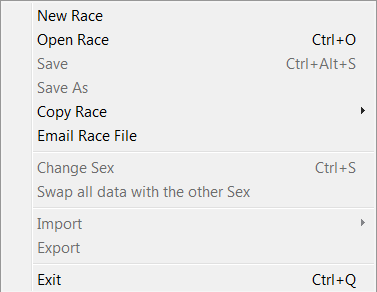 New Race
Open Race Ctrl+O
Save Ctrl+Alt+S
Save As
Copy Race
Email Race File
Change Sex Ctrl+S
Swap all data with the other Sex
Import
Export
Exit Ctrl+Q